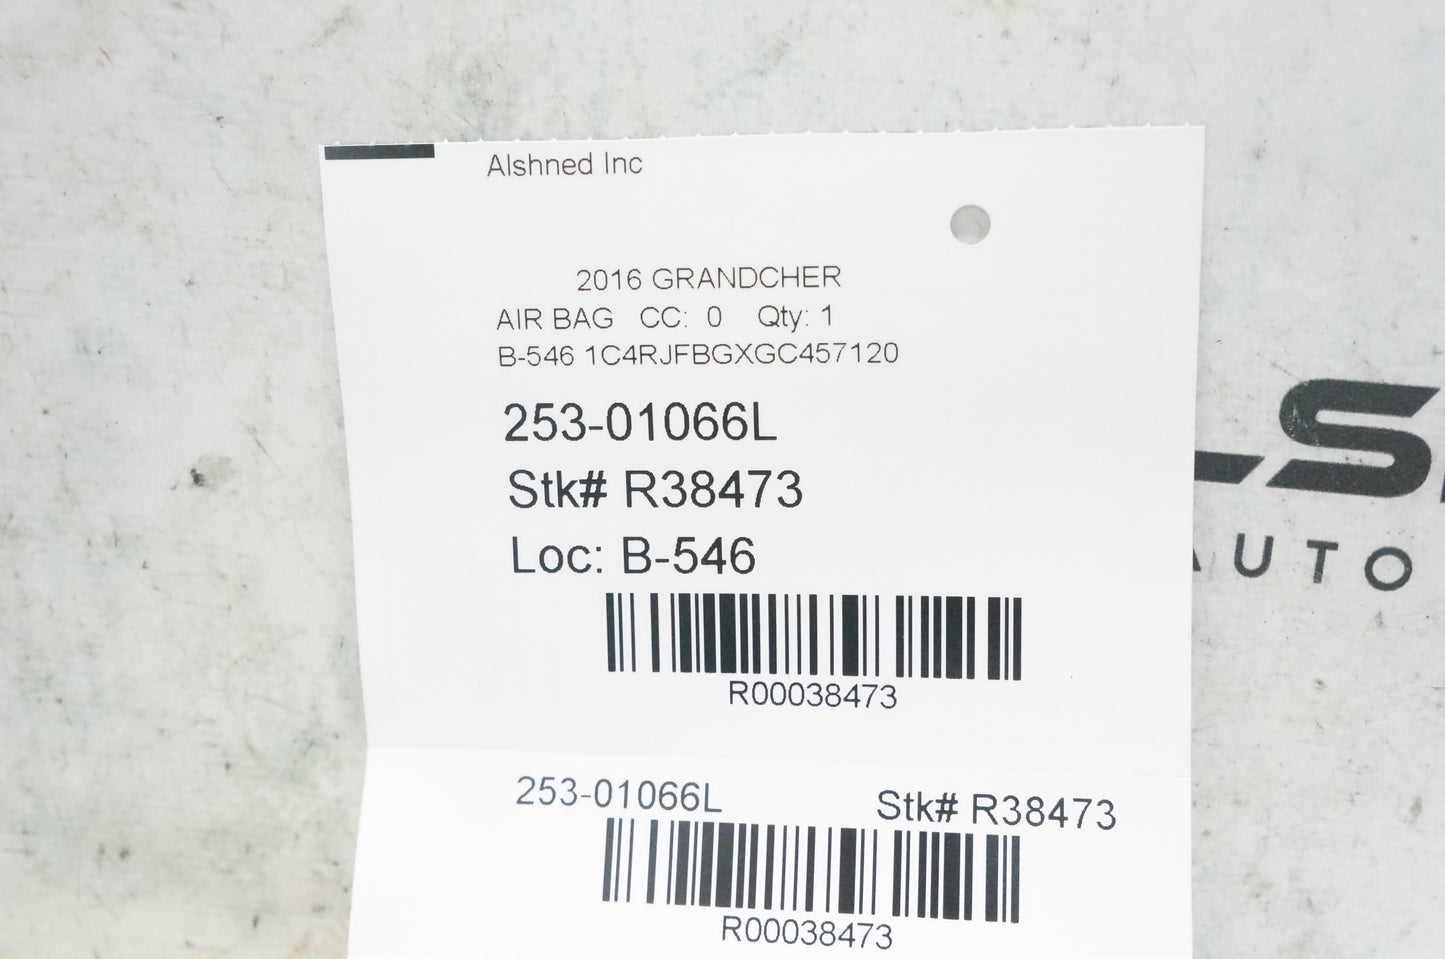 Alshned Inc
2016 GRANDCHER
AIR BAG CC: 0 Qty: 1
B-546 1C4RJFBGXGC457120
253-01066L
Stk# R38473
Loc: B-546
R00038473
253-01066L Stk# R38473
R00038473
LS
AUTO